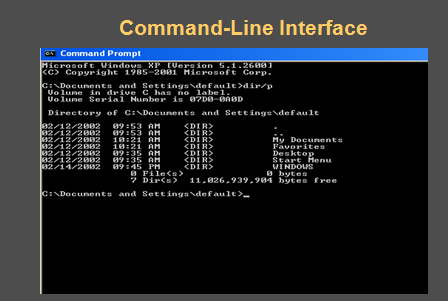 Command-Line Interface
Command Prompt
Microsoft Windows XP [Version 5.1.2600]
(C) Copyright 1985-2001 Microsoft Corp.
C:\Documents and Settings\default>dir/p
Volume in drive C has no label.
Volume Serial Number is 07D0-0A0D
Directory of C:\Documents and Settings\default
02/12/2002 09:53 AM <DIR> .
02/12/2002 09:53 AM <DIR> ..
02/12/2002 10:21 AM <DIR> My Documents
02/12/2002 10:21 AM <DIR> Favorites
02/12/2002 09:35 AM <DIR> Desktop
02/12/2002 09:35 AM <DIR> Start Menu
02/14/2002 09:45 PM <DIR> WINDOWS
0 File(s) 0 bytes
7 Dir(s) 11,026,939,904 bytes free
C:\Documents and Settings\default>_